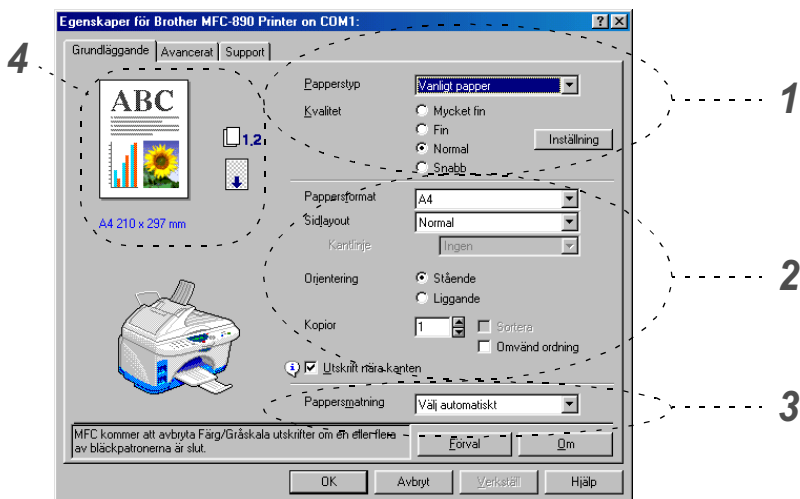 Egenskaper för Brother MFC-890 Printer on COM1:
Grundläggande Avancerat Support
4
ABC
1.2
A4 210 x 297 mm
Papperstyp Vanligt papper
1
Kvalitet Mycket fin
Fin
Normal
Snabb
Inställning
Pappersformat A4
Sidlayout Normal
Kantlinje Ingen
2
Orientering Stående
Liggande
Kopior 1 Sortera
Omvänd ordning
Utskrift nära kanten
Pappersmatning Välj automatiskt
3
MFC kommer att avbryta Färg/Gråskala utskrifter om en eller flera
av bläckpatronerna är slut.
Förval Om
OK Avbryt Verkställ Hjälp